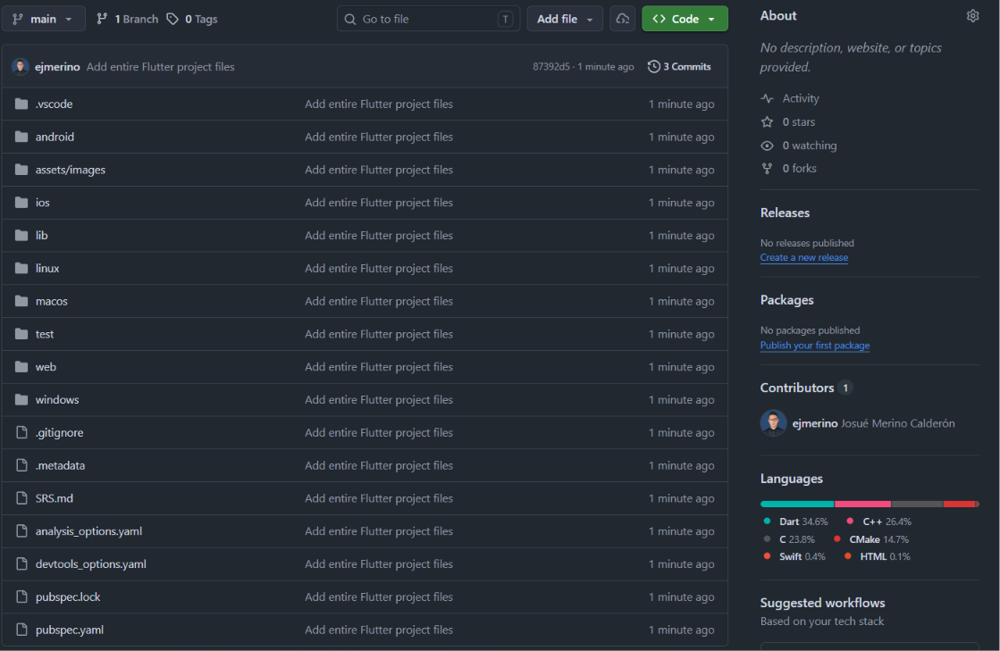 main 1 Branch 0 Tags Go to file T Add file Code
ejmerino Add entire Flutter project files 87392d5 · 1 minute ago 3 Commits
.vscode Add entire Flutter project files 1 minute ago
android Add entire Flutter project files 1 minute ago
assets/images Add entire Flutter project files 1 minute ago
ios Add entire Flutter project files 1 minute ago
lib Add entire Flutter project files 1 minute ago
linux Add entire Flutter project files 1 minute ago
macos Add entire Flutter project files 1 minute ago
test Add entire Flutter project files 1 minute ago
web Add entire Flutter project files 1 minute ago
windows Add entire Flutter project files 1 minute ago
.gitignore Add entire Flutter project files 1 minute ago
.metadata Add entire Flutter project files 1 minute ago
SRS.md Add entire Flutter project files 1 minute ago
analysis_options.yaml Add entire Flutter project files 1 minute ago
devtools_options.yaml Add entire Flutter project files 1 minute ago
pubspec.lock Add entire Flutter project files 1 minute ago
pubspec.yaml Add entire Flutter project files 1 minute ago
About
No description, website, or topics
provided.
Activity
0 stars
0 watching
0 forks
Releases
No releases published
Create a new release
Packages
No packages published
Publish your first package
Contributors 1
ejmerino Josué Merino Calderón
Languages
Dart 34.6% C++ 26.4%
C 23.8% CMake 14.7%
Swift 0.4% HTML 0.1%
Suggested workflows
Based on your tech stack